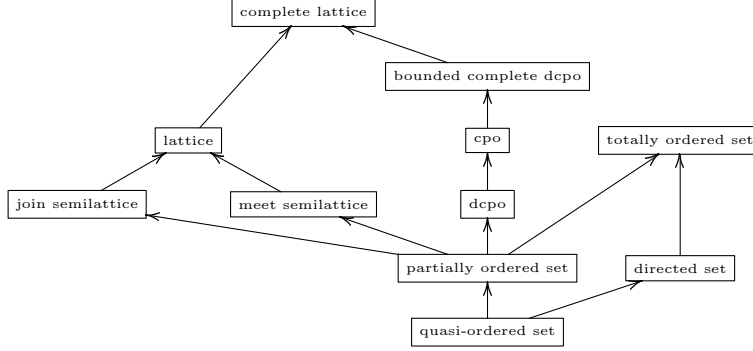 complete lattice
bounded complete dcpo
lattice
cpo
totally ordered set
join semilattice
meet semilattice
dcpo
partially ordered set
directed set
quasi-ordered set